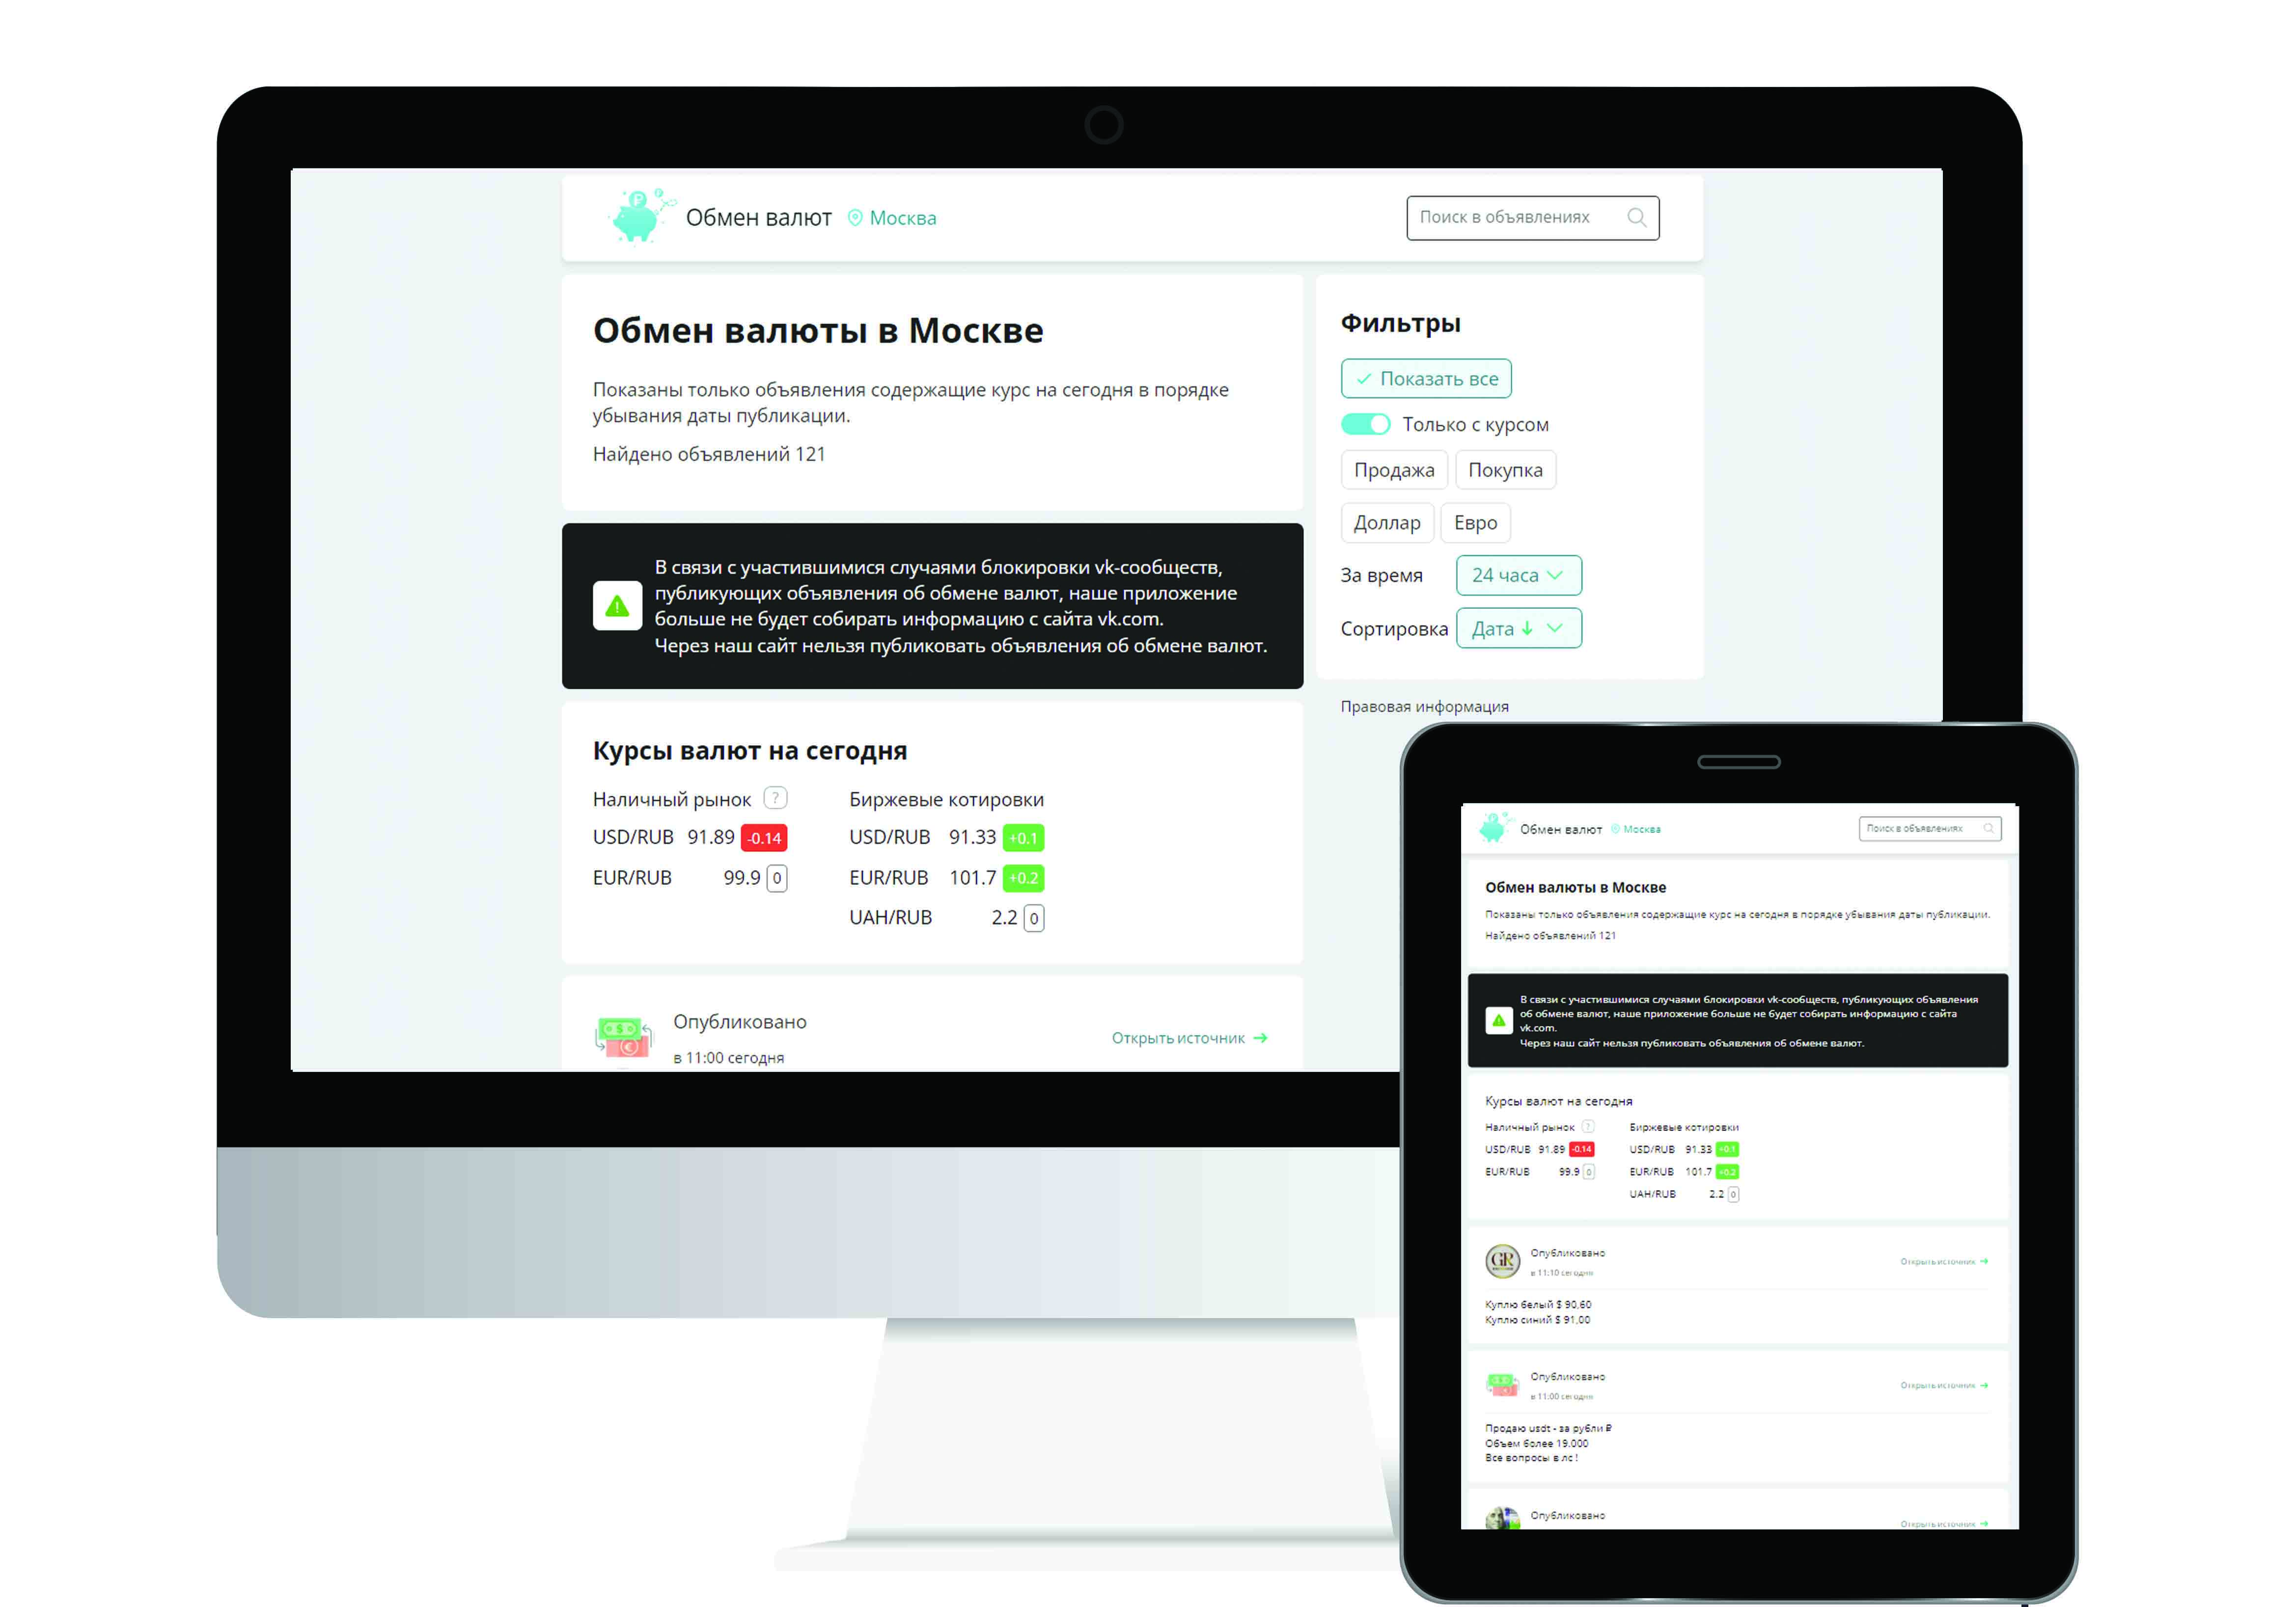 Обмен валют Москва
Поиск в объявлениях
Обмен валюты в Москве
Показаны только объявления содержащие курс на сегодня в порядке
убывания даты публикации.
Найдено объявлений 121
В связи с участившимися случаями блокировки vk-сообществ,
публикующих объявления об обмене валют, наше приложение
больше не будет собирать информацию с сайта vk.com.
Через наш сайт нельзя публиковать объявления об обмене валют.
Курсы валют на сегодня
Наличный рынок ?
USD/RUB 91.89 -0.14
EUR/RUB 99.9 0
Биржевые котировки
USD/RUB 91.33 +0.1
EUR/RUB 101.7 +0.2
UAH/RUB 2.2 0
Опубликовано
в 11:00 сегодня
Открыть источник
Фильтры
Показать все
Только с курсом
Продажа Покупка
Доллар Евро
За время 24 часа
Сортировка Дата
Правовая информация
Обмен валют Москва
Поиск в объявлениях
Обмен валюты в Москве
Показаны только объявления содержащие курс на сегодня в порядке убывания даты публикации.
Найдено объявлений 121
В связи с участившимися случаями блокировки vk-сообществ, публикующих объявления
об обмене валют, наше приложение больше не будет собирать информацию с сайта
vk.com.
Через наш сайт нельзя публиковать объявления об обмене валют.
Курсы валют на сегодня
Наличный рынок ?
USD/RUB 91.89 -0.14
EUR/RUB 99.9 0
Биржевые котировки
USD/RUB 91.33 +0.1
EUR/RUB 101.7 +0.2
UAH/RUB 2.2 0
GR
Опубликовано
в 11:10 сегодня
Открыть источник
Куплю белый $ 90,60
Куплю синий $ 91,00
Опубликовано
в 11:00 сегодня
Открыть источник
Продаю usdt - за рубли ₽
Объем более 19.000
Все вопросы в лс !
Опубликовано
Открыть источник